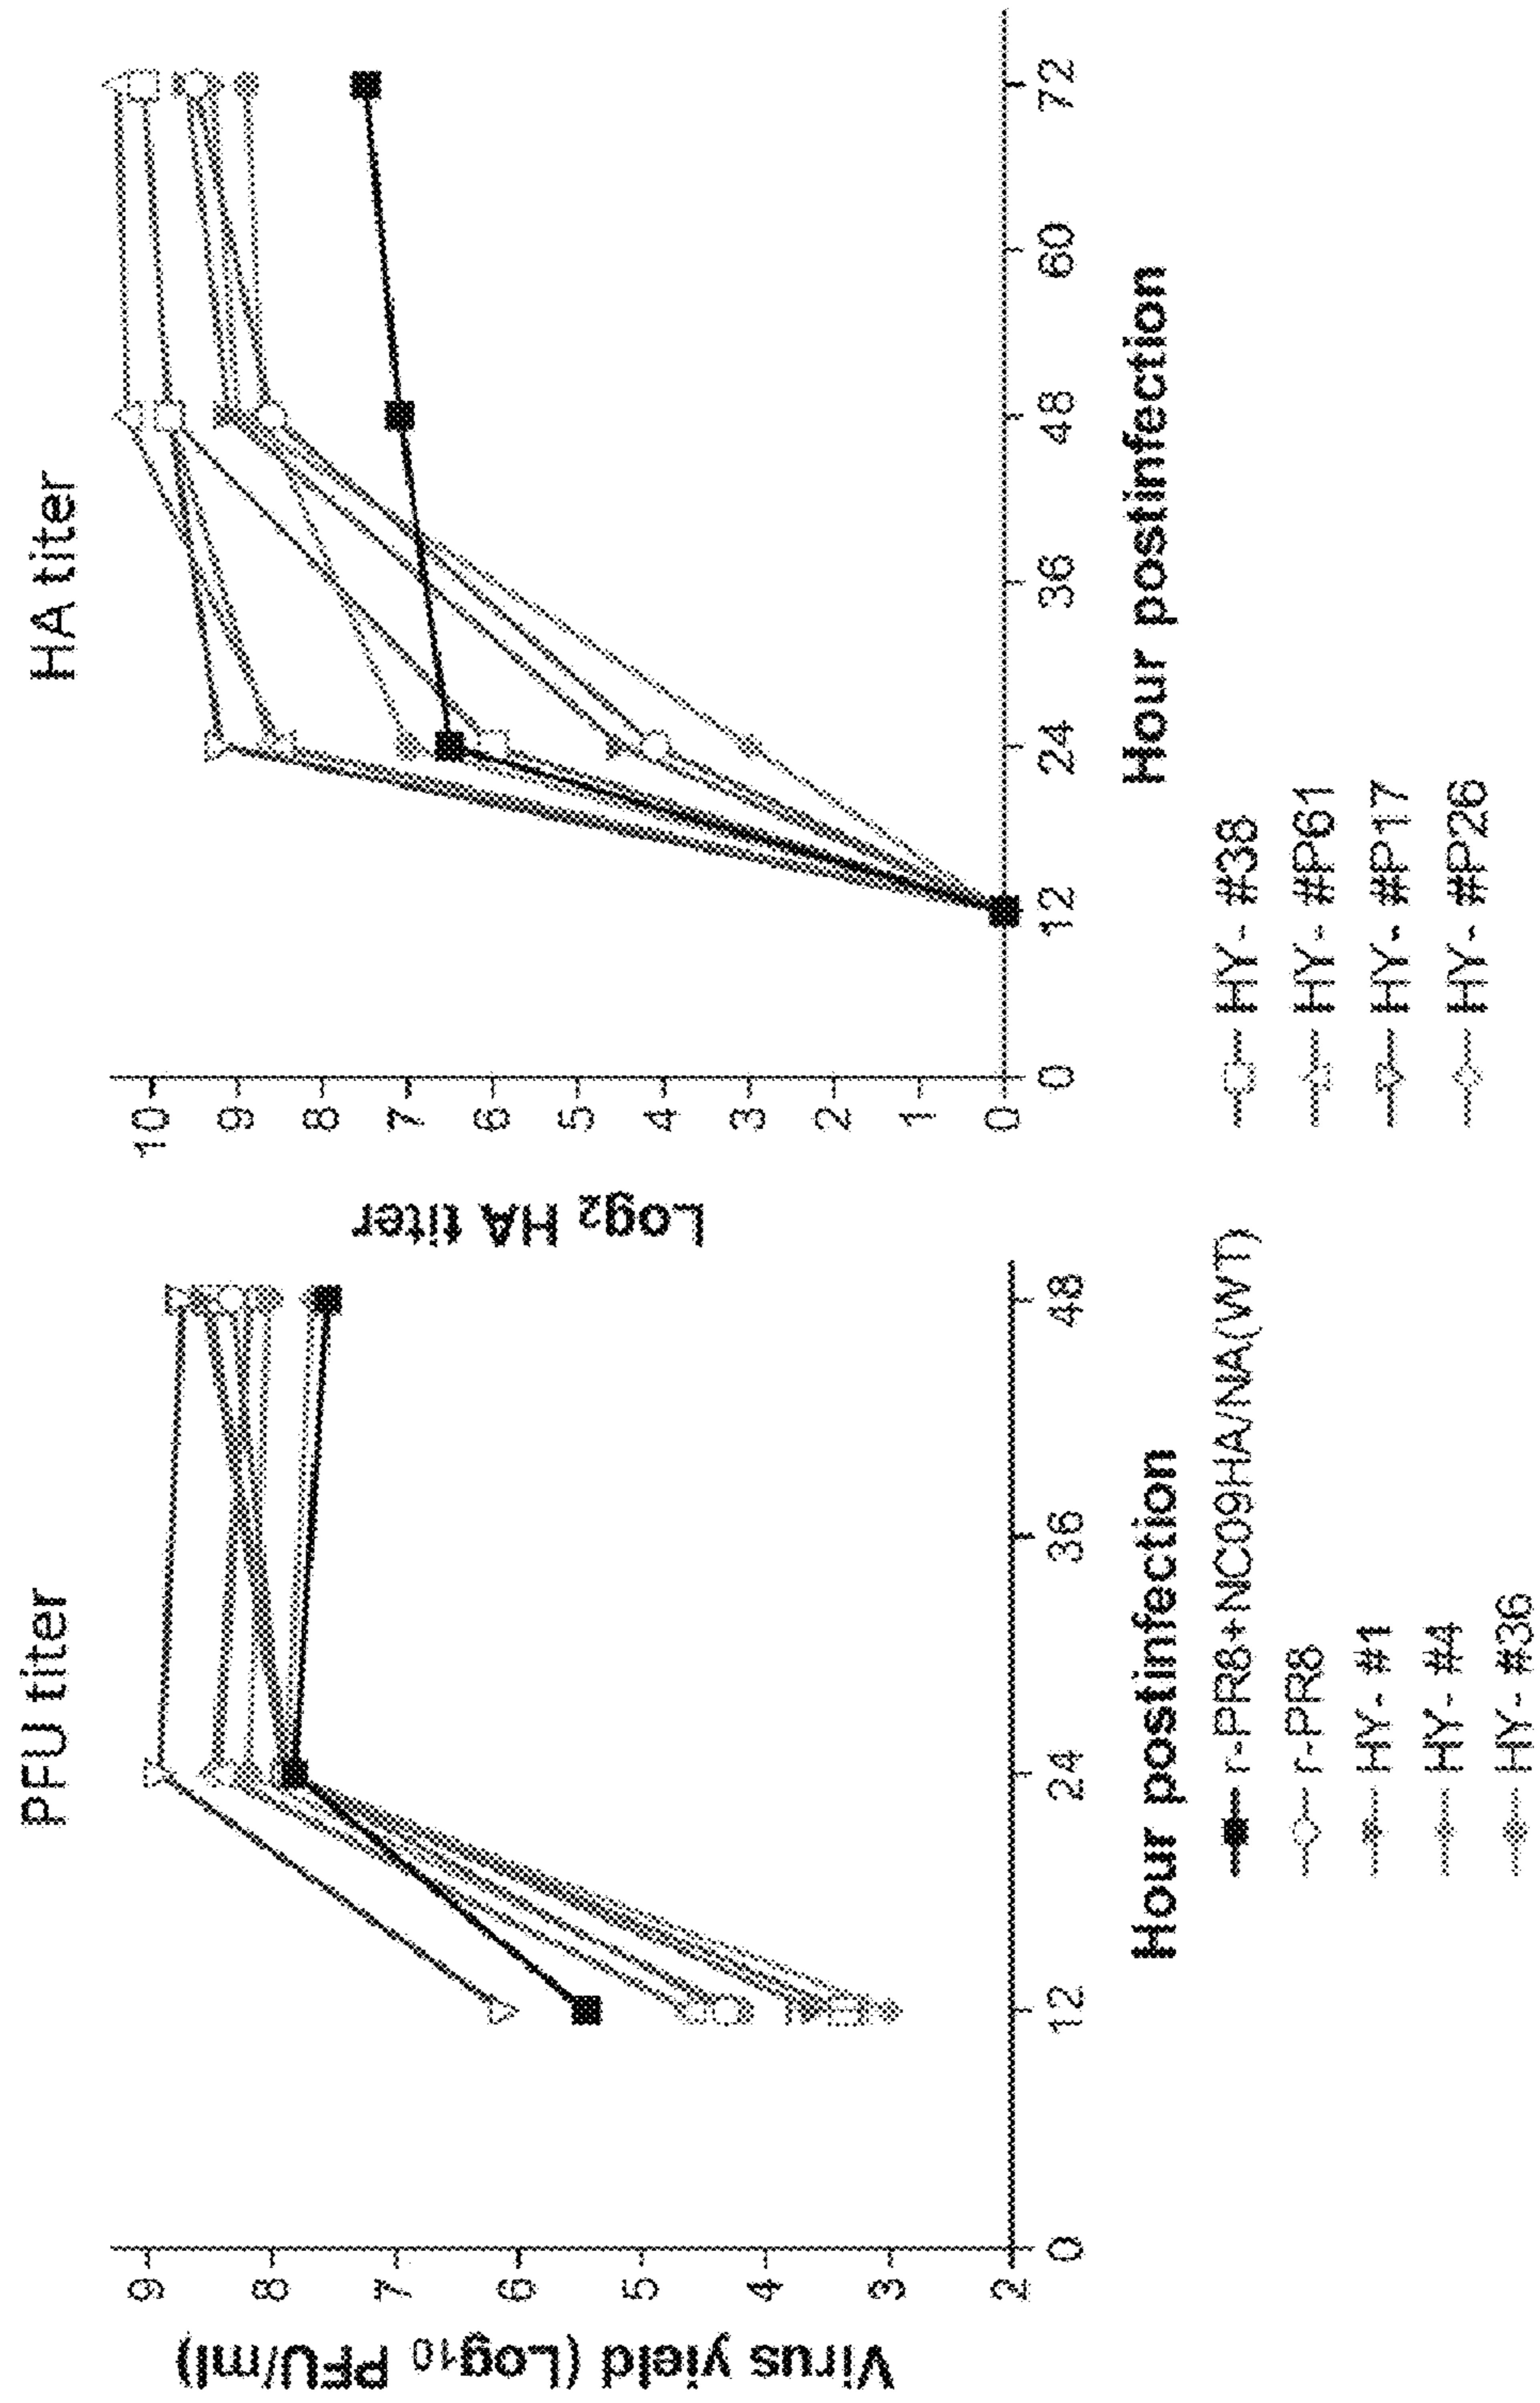 PFU titer
Virus yield (Log₁₀ PFU/ml)
9
8
7
6
5
4
3
2
0 12 24 36 48
Hour postinfection
HA titer
Log₂ HA titer
10
9
8
7
6
5
4
3
2
1
0
0 12 24 36 48 60 72
Hour postinfection
r-PR8+NC09HA/NA(WT)
r-PR8
HY- #1
HY- #4
HY- #36
HY- #38
HY- #P61
HY- #P17
HY- #P26